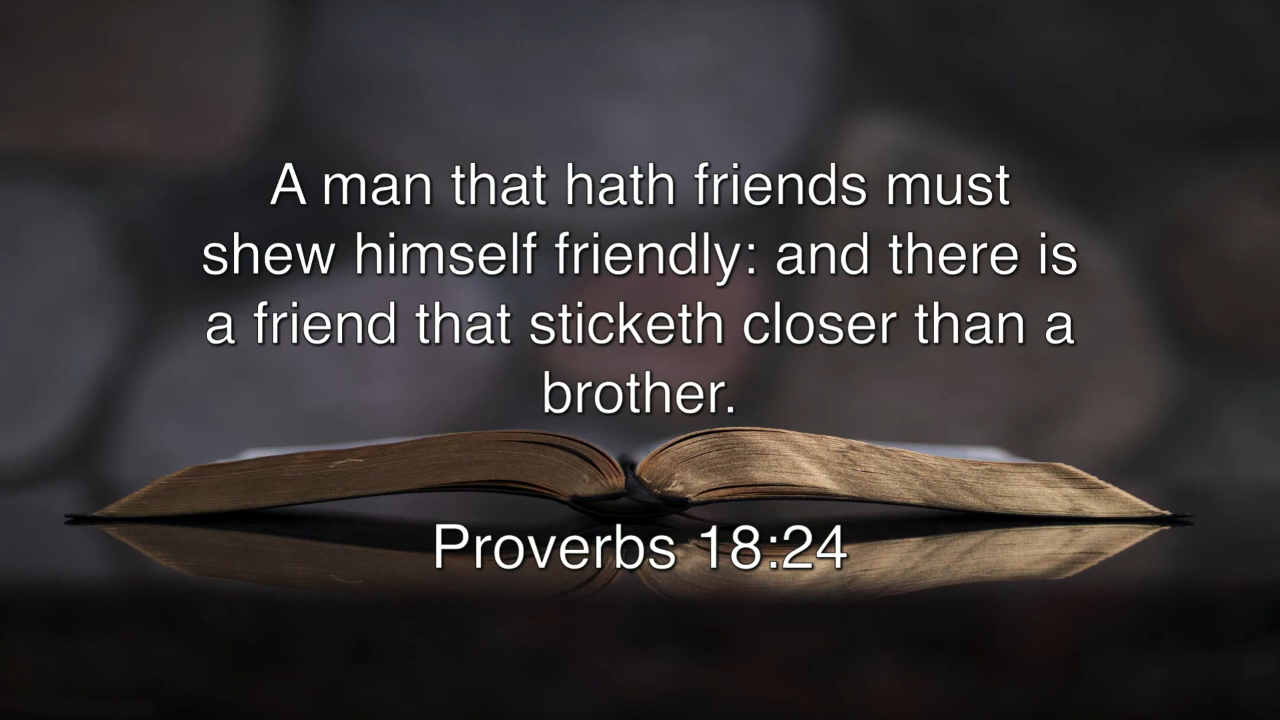 A man that hath friends must
shew himself friendly: and there is
a friend that sticketh closer than a
brother.
Proverbs 18:24